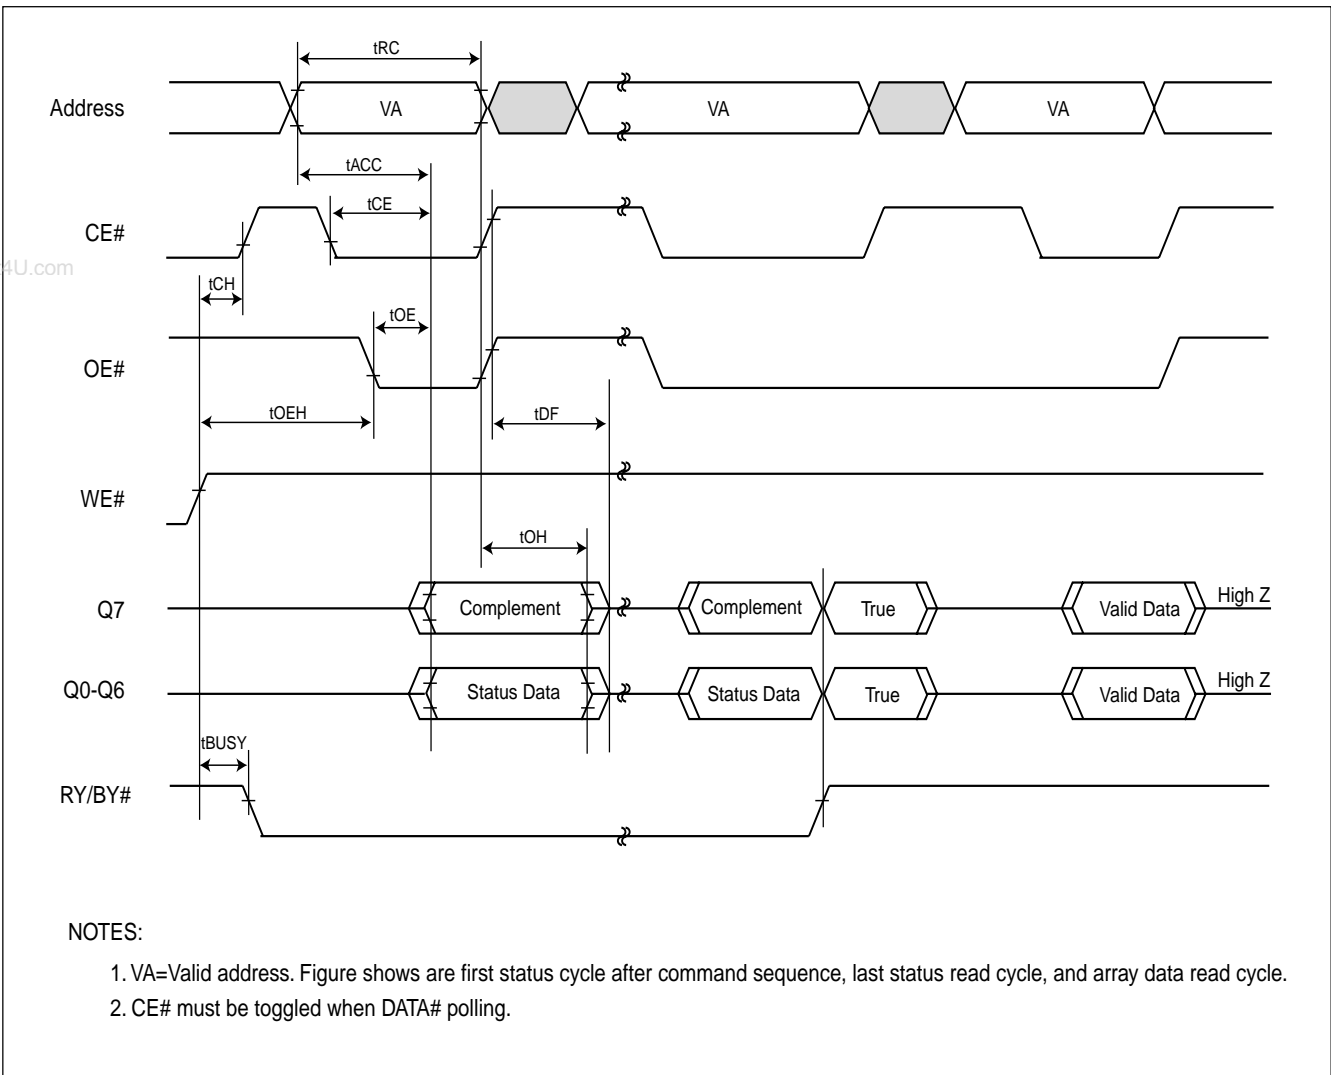 tRC
Address
VA
VA
VA
tACC
tCE
CE#
4U.com
tCH
tOE
OE#
tOEH
tDF
WE#
tOH
Q7
Complement
Complement
True
Valid Data
High Z
Q0-Q6
Status Data
Status Data
True
Valid Data
High Z
tBUSY
RY/BY#
NOTES:
1. VA=Valid address. Figure shows are first status cycle after command sequence, last status read cycle, and array data read cycle.
2. CE# must be toggled when DATA# polling.